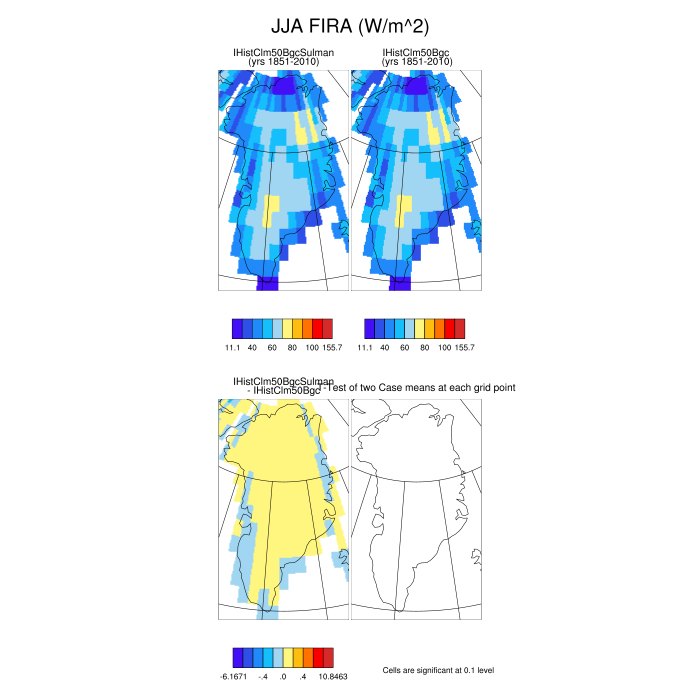 JJA FIRA (W/m^2)
IHistClm50BgcSulman
(yrs 1851-2010)
IHistClm50Bgc
(yrs 1851-2010)
11.1 40 60 80 100 155.7
11.1 40 60 80 100 155.7
IHistClm50BgcSulman
- IHistClm50Bgc
T-Test of two Case means at each grid point
-6.1671 -.4 .0 .4 10.8463
Cells are significant at 0.1 level